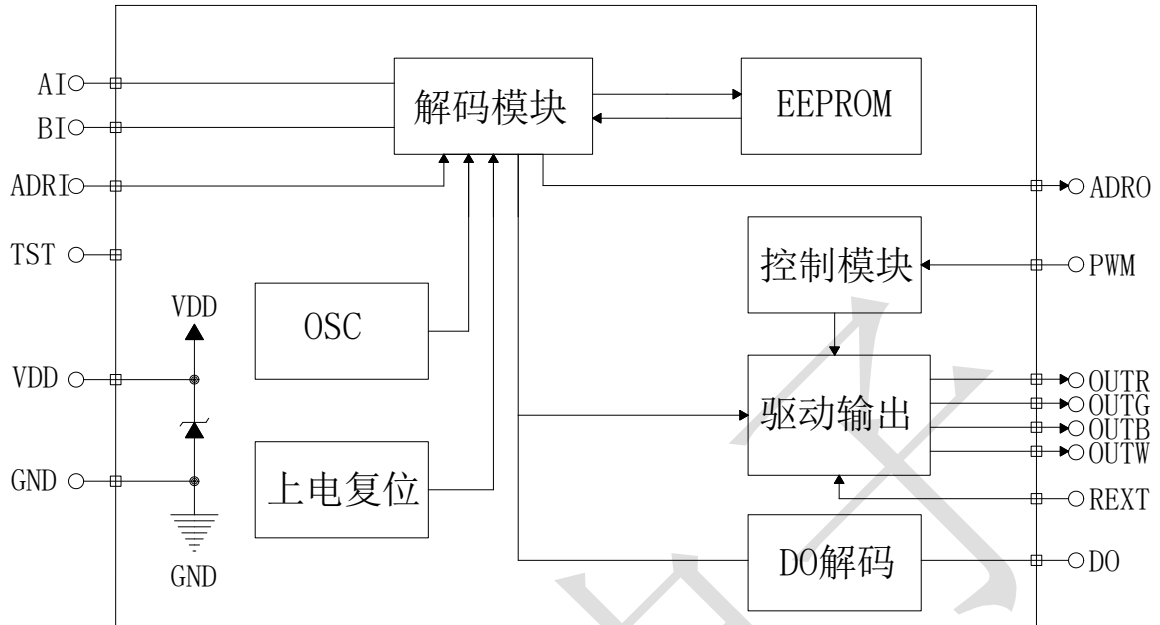 AI
解码模块
EEPROM
BI
ADRI
ADRO
TST
控制模块
PWM
VDD
OSC
VDD
驱动输出
OUTR
OUTG
OUTB
OUTW
GND
上电复位
REXT
GND
DO解码
DO